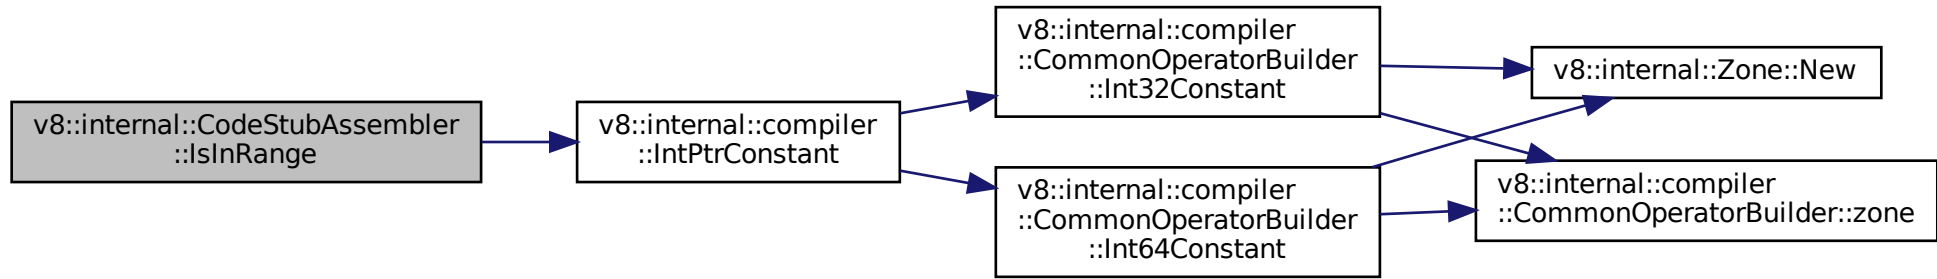 v8::internal::CodeStubAssembler
::IsInRange
v8::internal::compiler
::IntPtrConstant
v8::internal::compiler
::CommonOperatorBuilder
::Int32Constant
v8::internal::compiler
::CommonOperatorBuilder
::Int64Constant
v8::internal::Zone::New
v8::internal::compiler
::CommonOperatorBuilder::zone